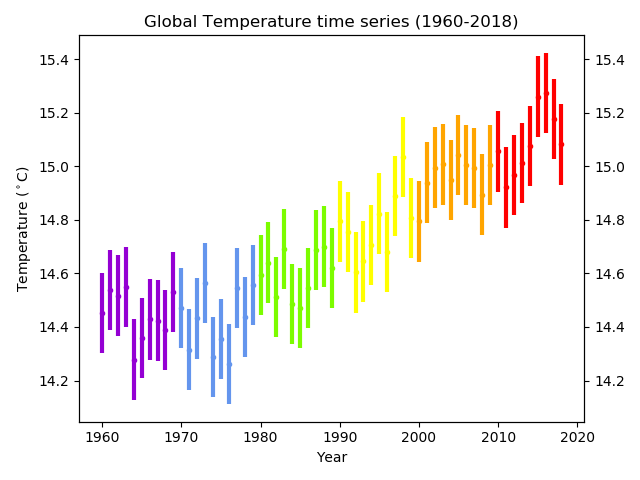 Global Temperature time series (1960-2018)
15.4 15.4
15.2 15.2
15.0 15.0
14.8 14.8
14.6 14.6
14.4 14.4
14.2 14.2
Temperature (°C)
1960 1970 1980 1990 2000 2010 2020
Year